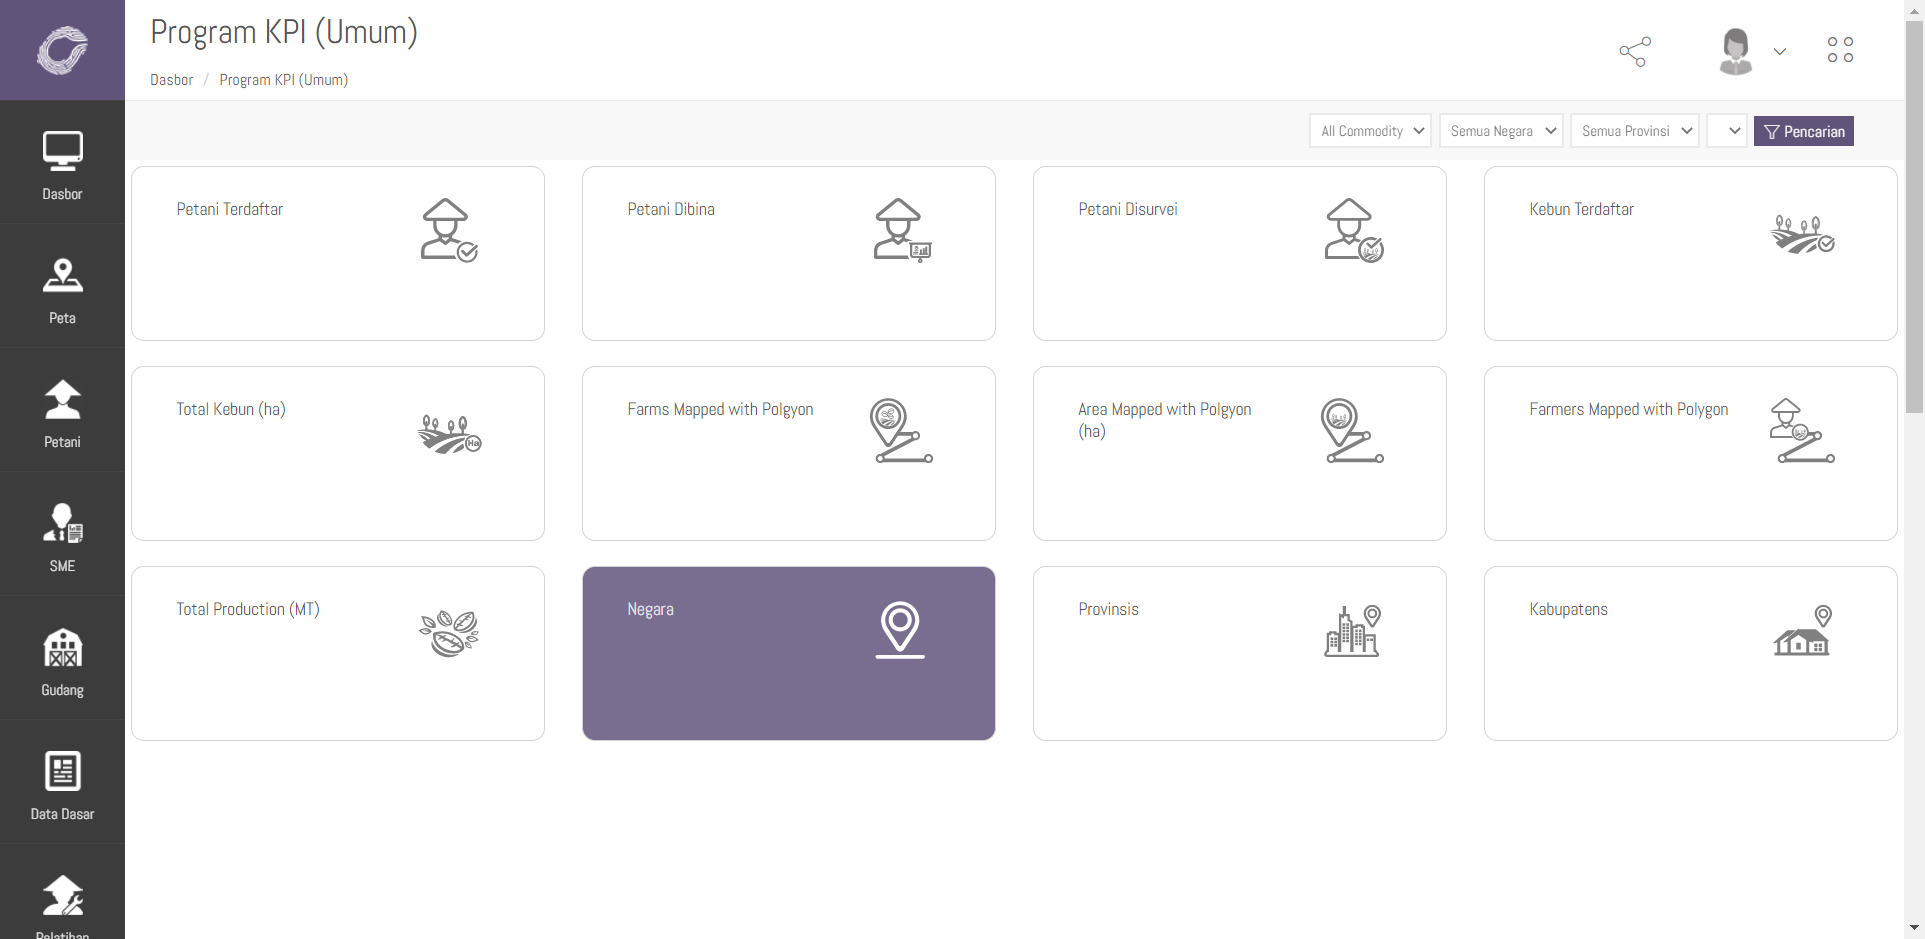 Program KPI (Umum)
Dasbor / Program KPI (Umum)
All Commodity
Semua Negara
Semua Provinsi
Pencarian
Dasbor
Peta
Petani
SME
Gudang
Data Dasar
Pelatihan
Petani Terdaftar
Petani Dibina
Petani Disurvei
Kebun Terdaftar
Total Kebun (ha)
Ha
Farms Mapped with Polgyon
Area Mapped with Polgyon
(ha)
Farmers Mapped with Polygon
Total Production (MT)
Negara
Provinsis
Kabupatens